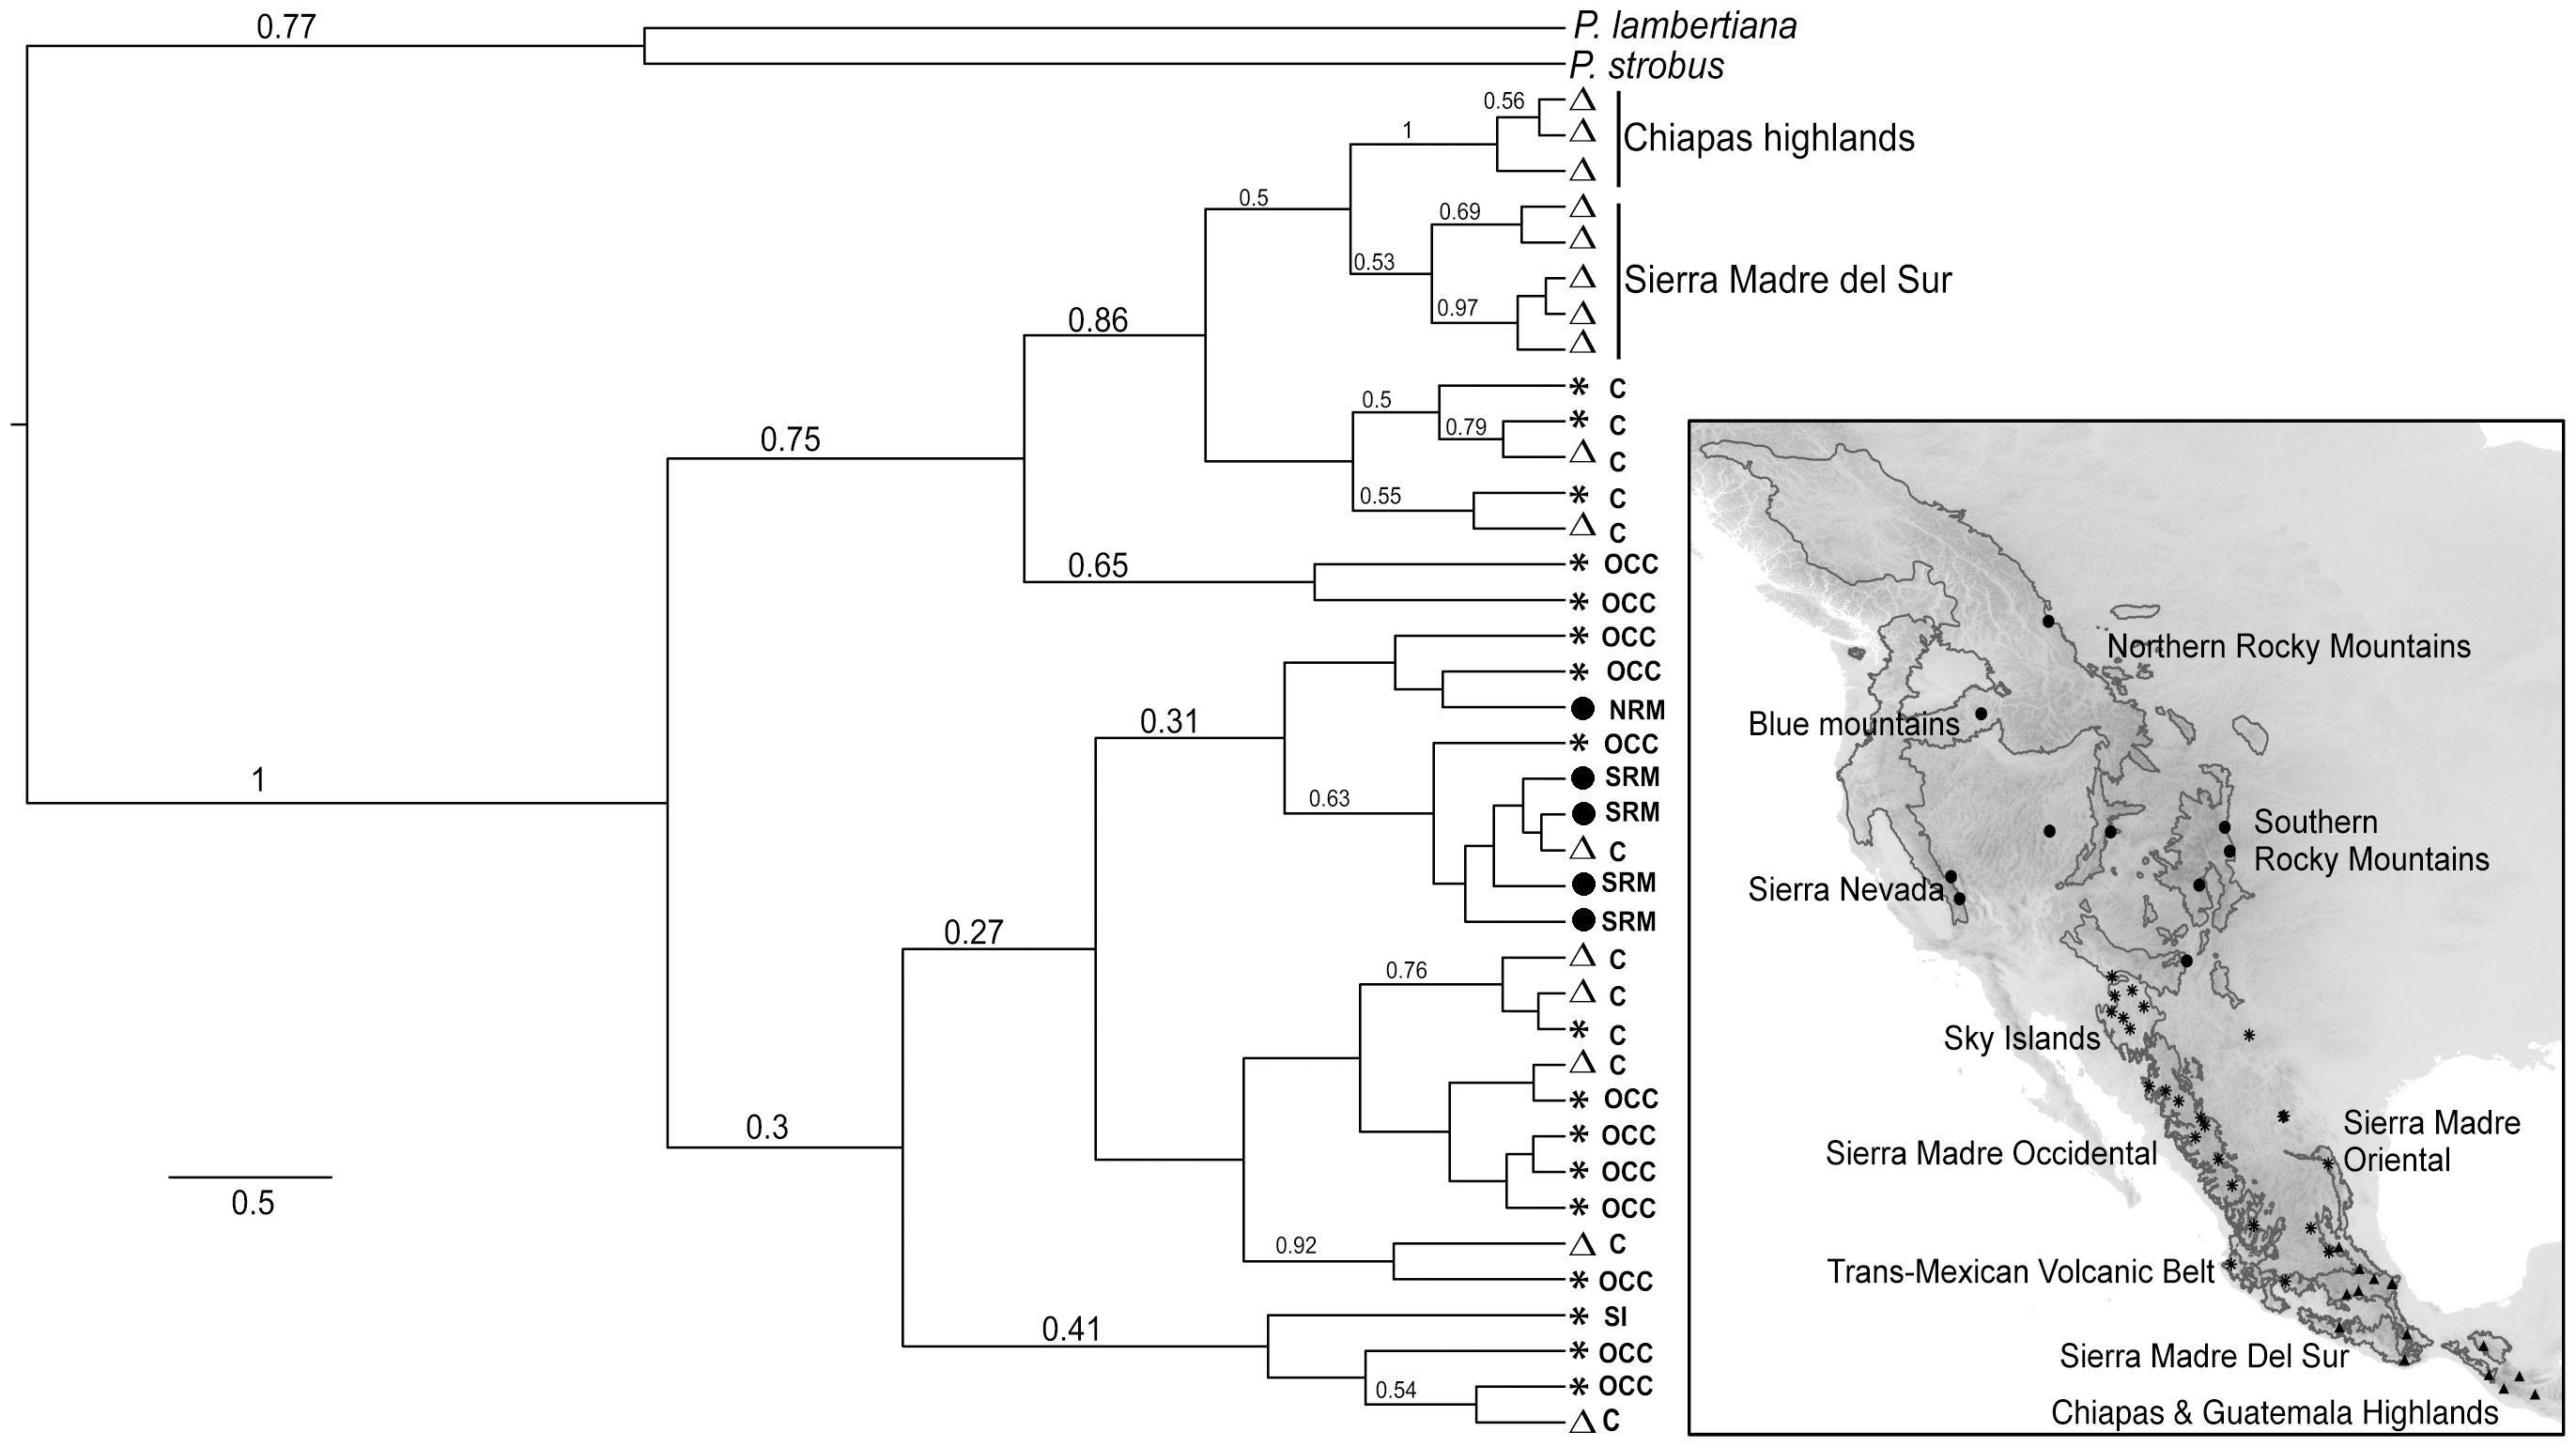 0.77
P. lambertiana
P. strobus
0.56
1
Chiapas highlands
0.5
0.69
0.53
Sierra Madre del Sur
0.97
0.86
0.5
C
0.79
C
C
0.75
0.55
C
C
0.65
OCC
OCC
OCC
OCC
NRM
0.31
OCC
SRM
0.63
SRM
C
SRM
SRM
1
0.27
0.76
C
C
C
C
OCC
OCC
OCC
OCC
0.3
0.92
C
OCC
0.41
SI
OCC
0.54
OCC
C
0.5
Northern Rocky Mountains
Blue mountains
Southern
Rocky Mountains
Sierra Nevada
Sky Islands
Sierra Madre
Oriental
Sierra Madre Occidental
Trans-Mexican Volcanic Belt
Sierra Madre Del Sur
Chiapas & Guatemala Highlands